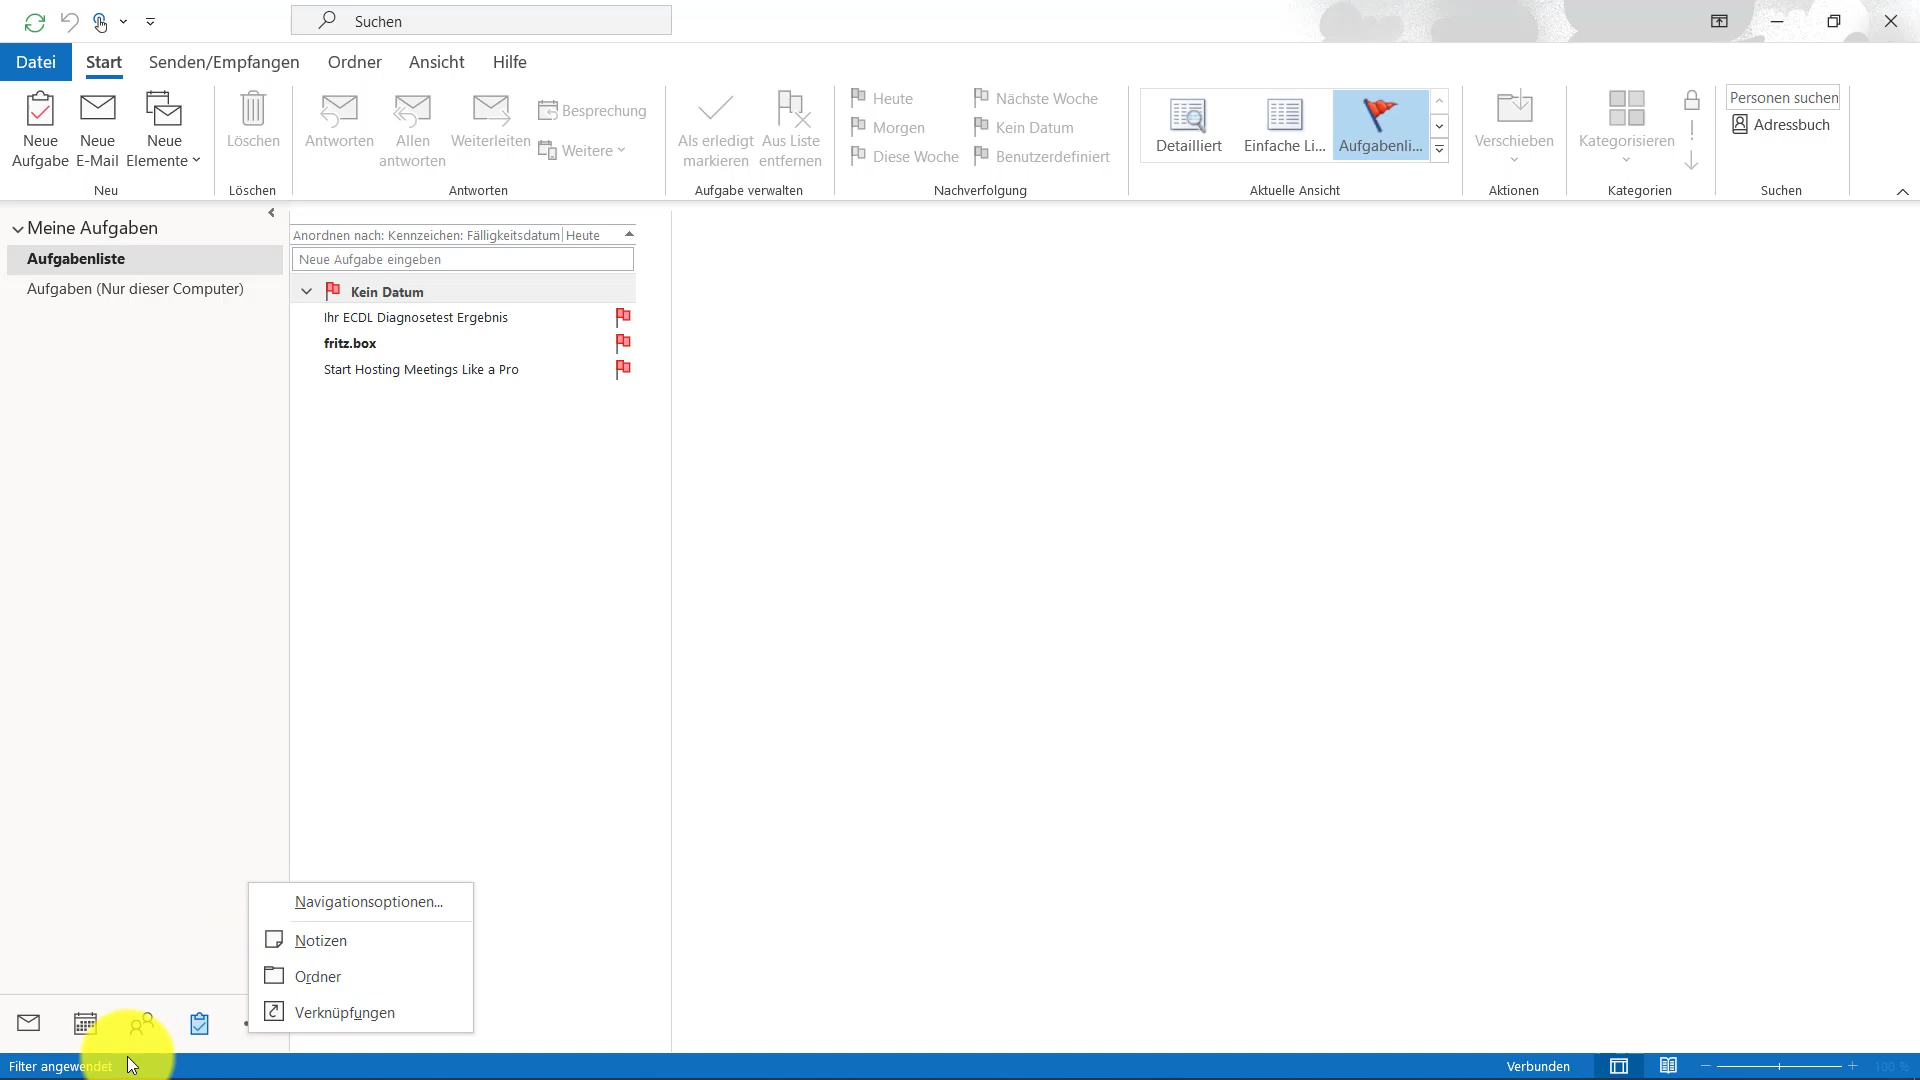 Suchen
Datei Start Senden/Empfangen Ordner Ansicht Hilfe
Neue Aufgabe
Neue E-Mail
Neue Elemente
Neu
Löschen
Löschen
Antworten
Allen antworten
Weiterleiten
Besprechung
Weitere
Antworten
Als erledigt markieren
Aus Liste entfernen
Aufgabe verwalten
Heute
Morgen
Diese Woche
Nächste Woche
Kein Datum
Benutzerdefiniert
Nachverfolgung
Detailliert
Einfache Li...
Aufgabenli...
Aktuelle Ansicht
Verschieben
Aktionen
Kategorisieren
Kategorien
Personen suchen
Adressbuch
Suchen
Meine Aufgaben
Aufgabenliste
Aufgaben (Nur dieser Computer)
Anordnen nach: Kennzeichen: Fälligkeitsdatum Heute
Neue Aufgabe eingeben
Kein Datum
Ihr ECDL Diagnosetest Ergebnis
fritz.box
Start Hosting Meetings Like a Pro
Navigationsoptionen...
Notizen
Ordner
Verknüpfungen
Filter angewendet
Verbunden
100 %